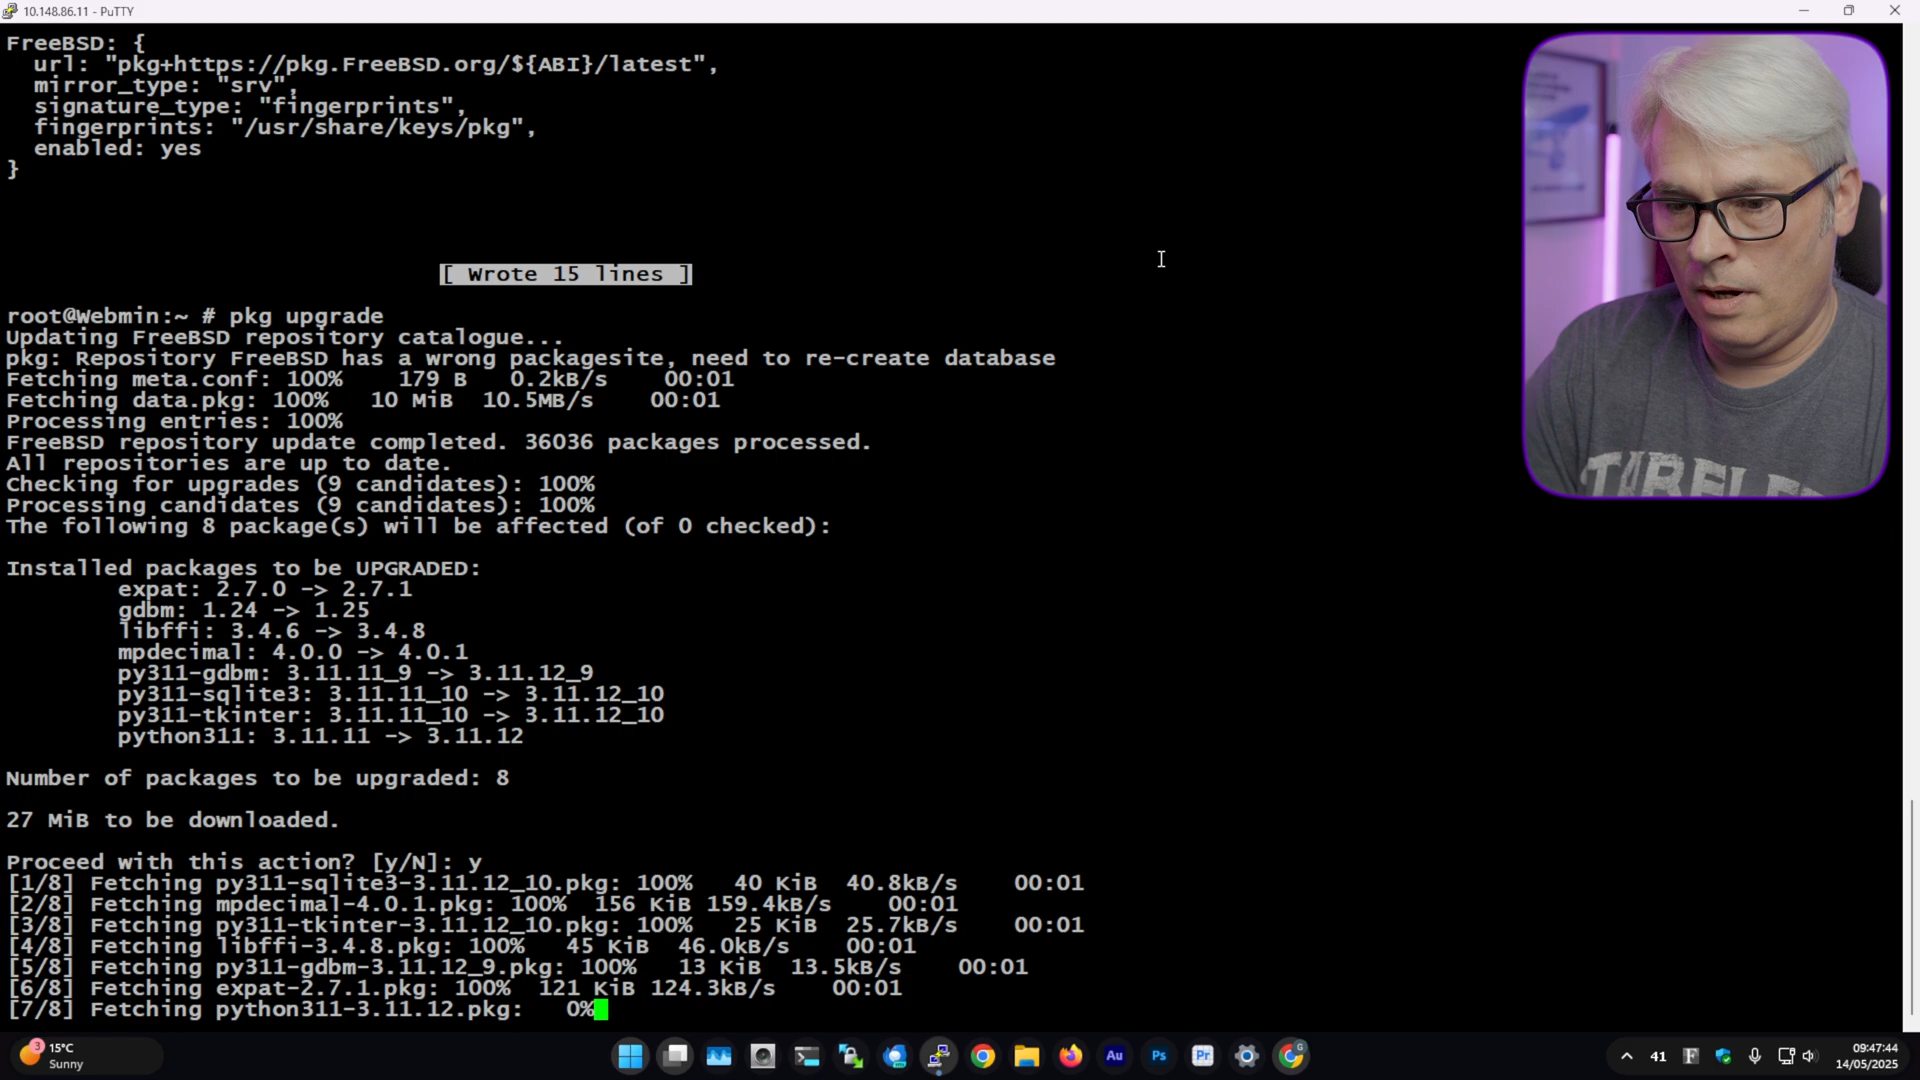 10.148.86.11 - PuTTY
FreeBSD: {
url: "pkg+https://pkg.FreeBSD.org/${ABI}/latest",
mirror_type: "srv",
signature_type: "fingerprints",
fingerprints: "/usr/share/keys/pkg",
enabled: yes
}
[ Wrote 15 lines ]
root@Webmin:~ # pkg upgrade
Updating FreeBSD repository catalogue...
pkg: Repository FreeBSD has a wrong packagesite, need to re-create database
Fetching meta.conf: 100%    179 B   0.2kB/s     00:01
Fetching data.pkg: 100%   10 MiB  10.5MB/s     00:01
Processing entries: 100%
FreeBSD repository update completed. 36036 packages processed.
All repositories are up to date.
Checking for upgrades (9 candidates): 100%
Processing candidates (9 candidates): 100%
The following 8 package(s) will be affected (of 0 checked):
Installed packages to be UPGRADED:
expat: 2.7.0 -> 2.7.1
gdbm: 1.24 -> 1.25
libffi: 3.4.6 -> 3.4.8
mpdecimal: 4.0.0 -> 4.0.1
py311-gdbm: 3.11.11_9 -> 3.11.12_9
py311-sqlite3: 3.11.11_10 -> 3.11.12_10
py311-tkinter: 3.11.11_10 -> 3.11.12_10
python311: 3.11.11 -> 3.11.12
Number of packages to be upgraded: 8
27 MiB to be downloaded.
Proceed with this action? [y/N]: y
[1/8] Fetching py311-sqlite3-3.11.12_10.pkg: 100%   40 KiB  40.8kB/s    00:01
[2/8] Fetching mpdecimal-4.0.1.pkg: 100%  156 KiB 159.4kB/s    00:01
[3/8] Fetching py311-tkinter-3.11.12_10.pkg: 100%   25 KiB  25.7kB/s    00:01
[4/8] Fetching libffi-3.4.8.pkg: 100%   45 KiB  46.0kB/s    00:01
[5/8] Fetching py311-gdbm-3.11.12_9.pkg: 100%   13 KiB  13.5kB/s    00:01
[6/8] Fetching expat-2.7.1.pkg: 100%  121 KiB 124.3kB/s    00:01
[7/8] Fetching python311-3.11.12.pkg:   0%
3
15°C
Sunny
Au
Ps
Pr
G
41
F
09:47:44
14/05/2025